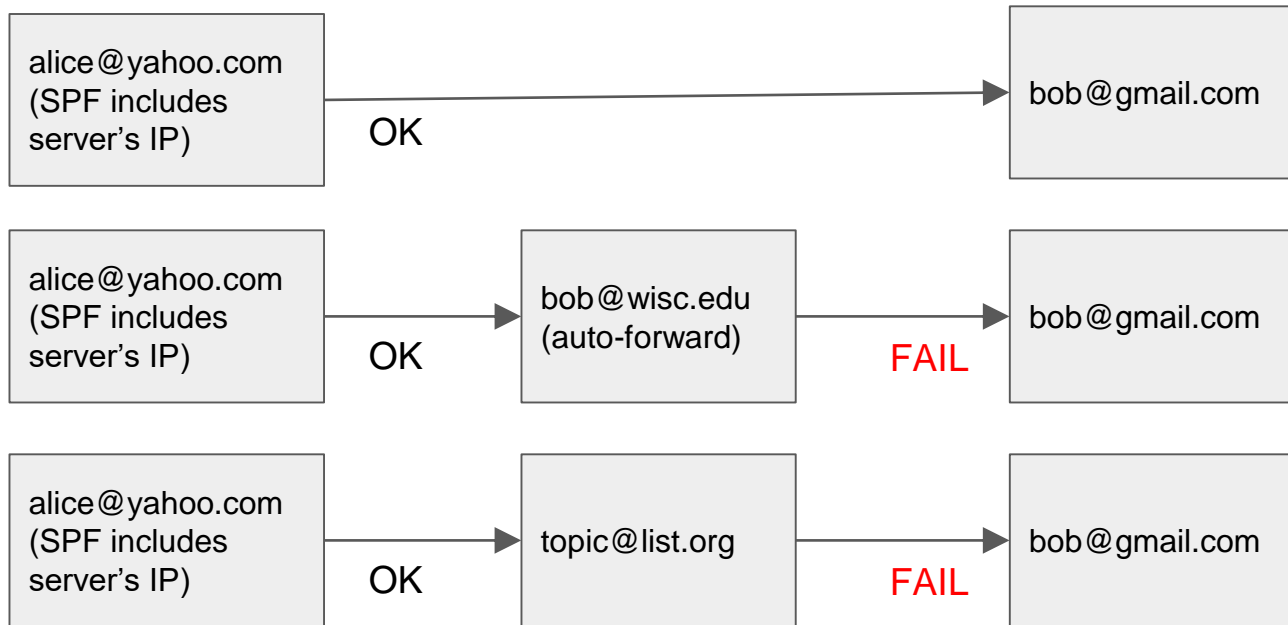 alice@yahoo.com
(SPF includes
server's IP)
OK
bob@gmail.com
alice@yahoo.com
(SPF includes
server's IP)
OK
bob@wisc.edu
(auto-forward)
FAIL
bob@gmail.com
alice@yahoo.com
(SPF includes
server's IP)
OK
topic@list.org
FAIL
bob@gmail.com